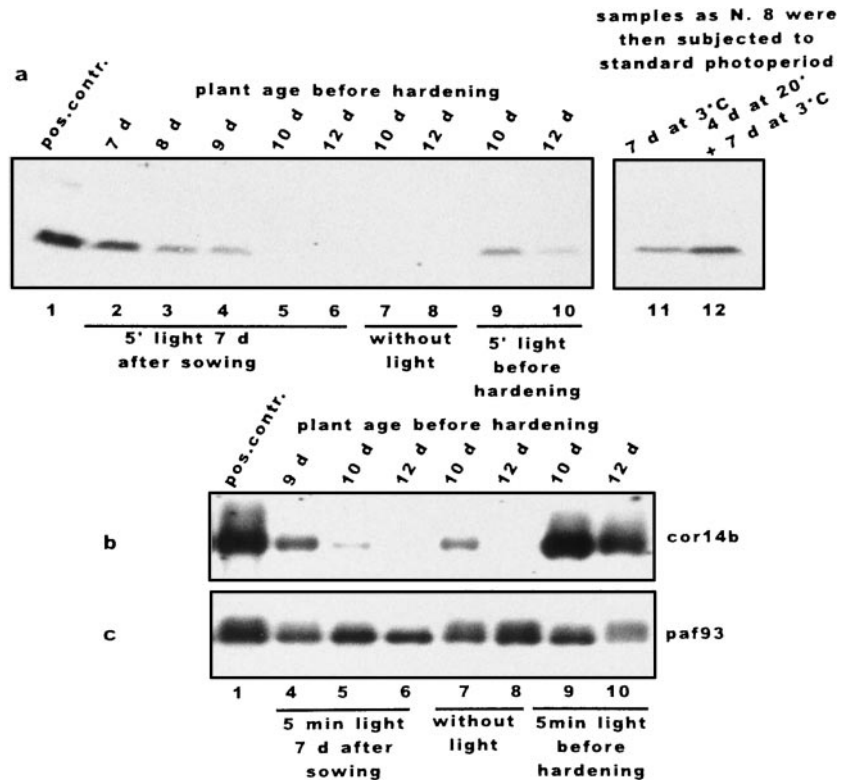 samples as N. 8 were
then subjected to
standard photoperiod
a
plant age before hardening
pos.contr.
7 d
8 d
9 d
10 d
12 d
10 d
12 d
10 d
12 d
7 d at 3°C
4 d at 20°
+ 7 d at 3°C
1
2
3
4
5
6
7
8
9
10
11
12
5' light 7 d
after sowing
without
light
5' light
before
hardening
plant age before hardening
pos.contr.
9 d
10 d
12 d
10 d
12 d
10 d
12 d
b
cor14b
c
paf93
1
4
5
6
7
8
9
10
5 min light
7 d after
sowing
without
light
5min light
before
hardening